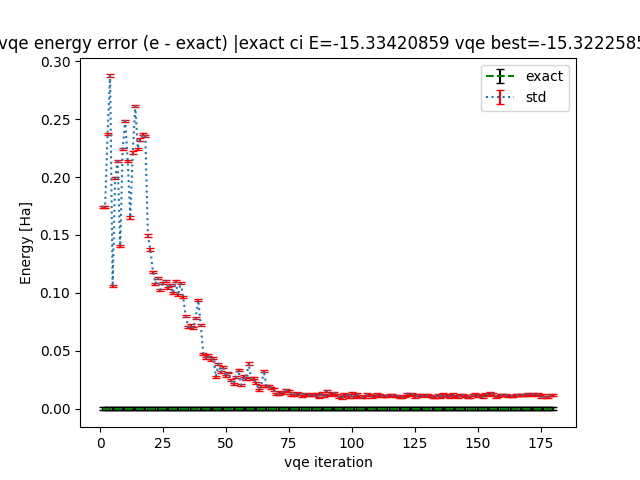 vqe energy error (e - exact) |exact ci E=-15.33420859 vqe best=-15.3222585
0.30
0.25
0.20
0.15
0.10
0.05
0.00
Energy [Ha]
exact
std
0 25 50 75 100 125 150 175
vqe iteration